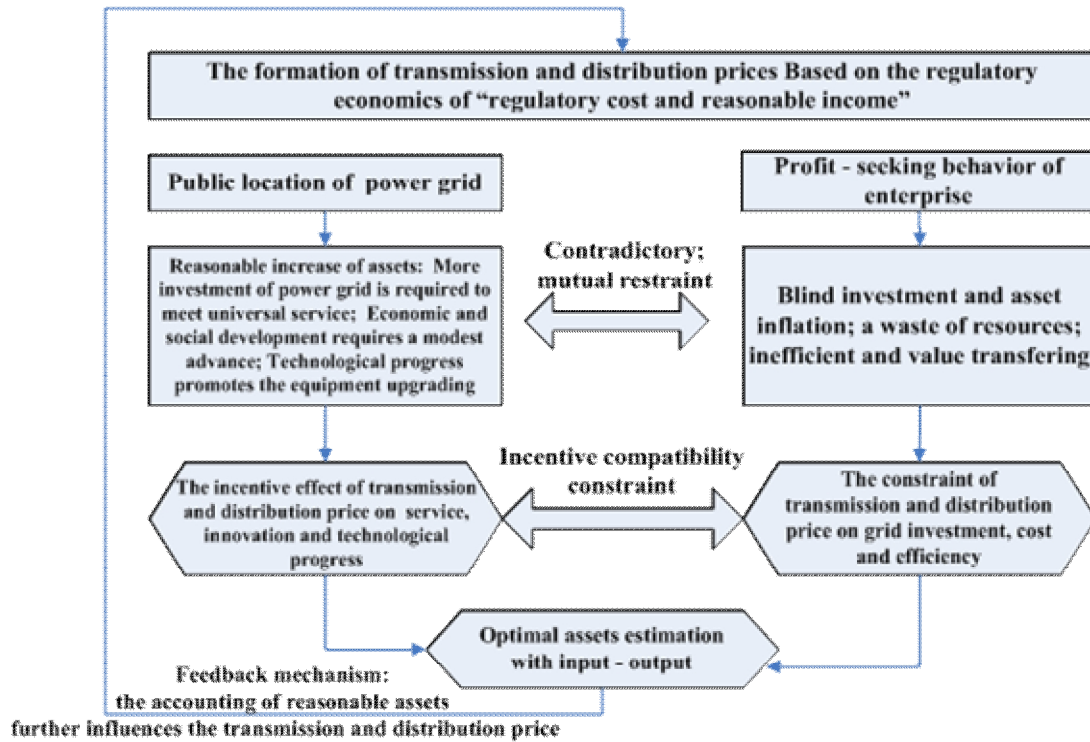 The formation of transmission and distribution prices Based on the regulatory
economics of “regulatory cost and reasonable income”
Public location of power grid
Profit - seeking behavior of
enterprise
Reasonable increase of assets: More
investment of power grid is required to
meet universal service; Economic and
social development requires a modest
advance; Technological progress
promotes the equipment upgrading
Contradictory;
mutual restraint
Blind investment and asset
inflation; a waste of resources;
inefficient and value transfering
The incentive effect of transmission
and distribution price on service,
innovation and technological
progress
Incentive compatibility
constraint
The constraint of
transmission and distribution
price on grid investment, cost
and efficiency
Optimal assets estimation
with input - output
Feedback mechanism:
the accounting of reasonable assets
further influences the transmission and distribution price